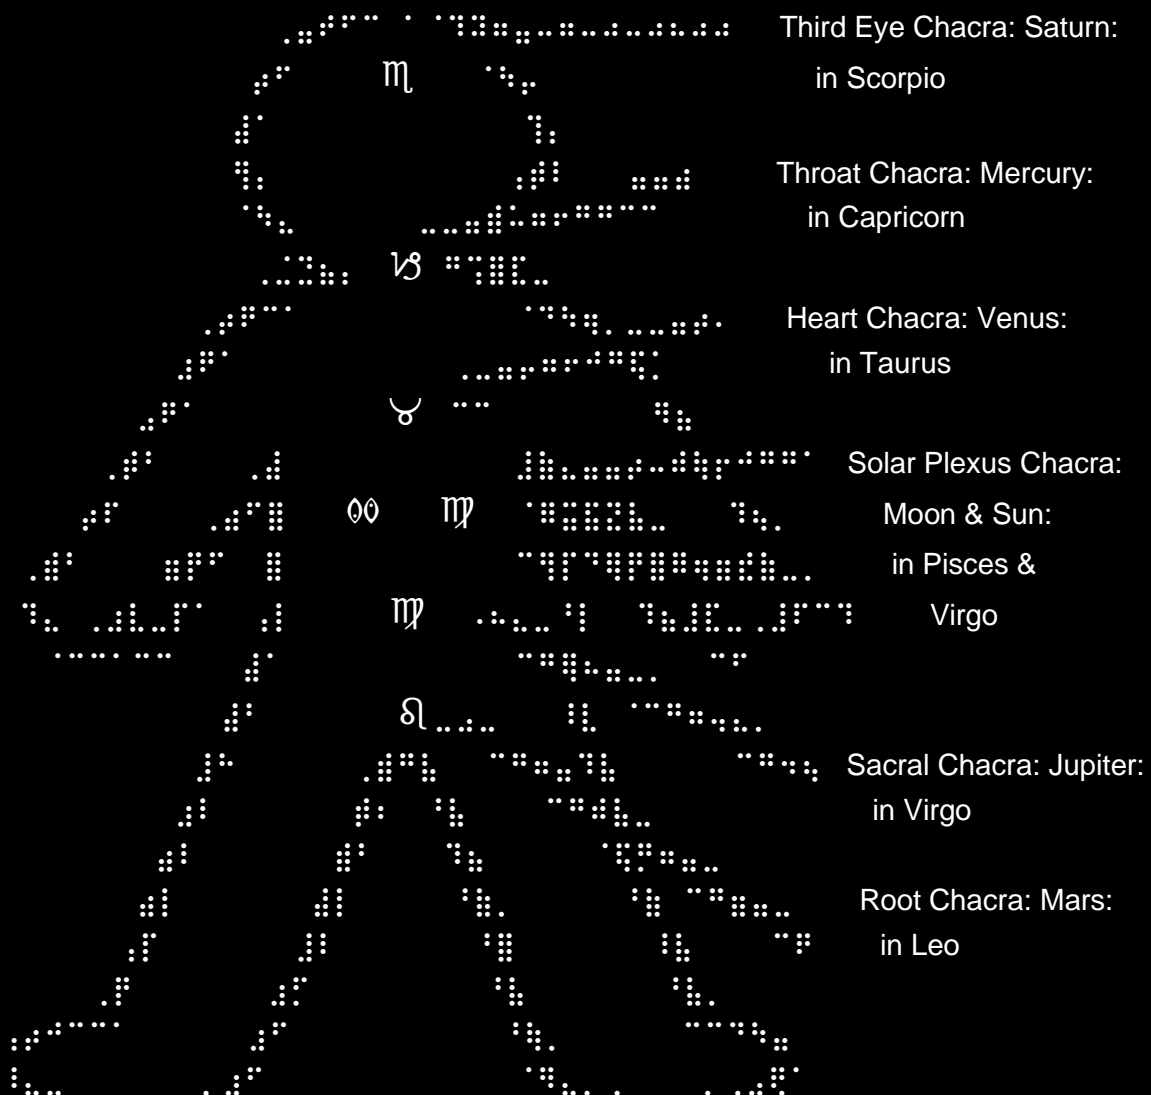 Third Eye Chacra: Saturn:
in Scorpio
♏
Throat Chacra: Mercury:
in Capricorn
♑
Heart Chacra: Venus:
in Taurus
♉
Solar Plexus Chacra:
Moon & Sun:
in Pisces &
Virgo
♍
♍
♌
Sacral Chacra: Jupiter:
in Virgo
Root Chacra: Mars:
in Leo